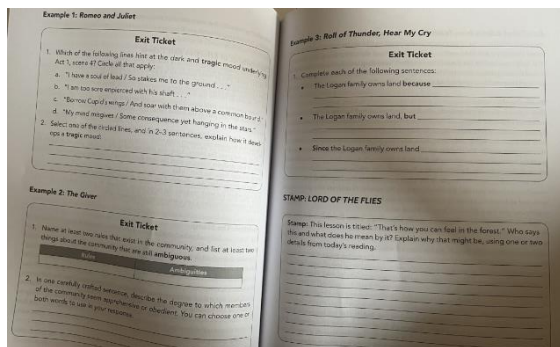 Example 1: Romeo and Juliet
Exit Ticket
1. Which of the following lines hint at the dark and tragic mood underlying
Act 1, scene 4? Circle all that apply:
a. "I have a soul of lead / So stakes me to the ground . . ."
b. "I am too sore enpierced with his shaft . . ."
c. "Borrow Cupid's wings / And soar with them above a common bound."
d. "My mind misgives / Some consequence yet hanging in the stars."
2. Select one of the circled lines, and in 2–3 sentences, explain how it devel-
ops a tragic mood:
Example 2: The Giver
Exit Ticket
1. Name at least two rules that exist in the community, and list at least two
things about the community that are still ambiguous.
Rules
Ambiguities
2. In one carefully crafted sentence, describe the degree to which members
of the community seem apprehensive or obedient. You can choose one or
both words to use in your response.
Example 3: Roll of Thunder, Hear My Cry
Exit Ticket
1. Complete each of the following sentences:
• The Logan family owns land because
• The Logan family owns land, but
• Since the Logan family owns land
STAMP: LORD OF THE FLIES
Stamp: This lesson is titled: "That's how you can feel in the forest." Who says
this and what does he mean by it? Explain why that might be, using one or two
details from today's reading.